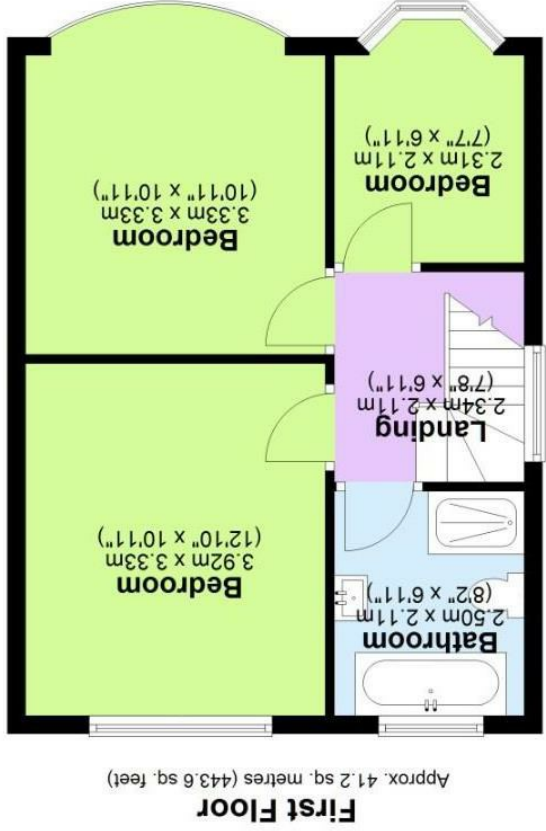 First Floor
Approx. 41.2 sq. metres (443.6 sq. feet)
Bathroom
2.50m x 2.11m
(8'2" x 6'11")
Bedroom
3.92m x 3.33m
(12'10" x 10'11")
Landing
2.34m x 2.11m
(7'8" x 6'11")
Bedroom
3.33m x 3.33m
(10'11" x 10'11")
Bedroom
2.31m x 2.11m
(7'7" x 6'11")